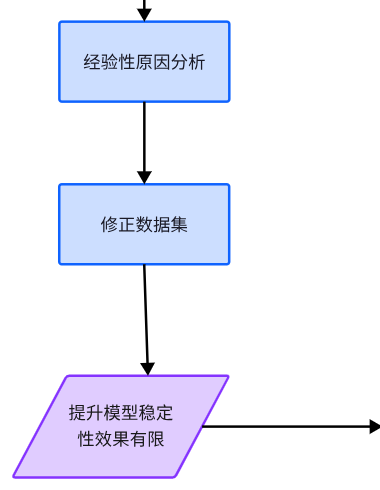 经验性原因分析
修正数据集
提升模型稳定
性效果有限